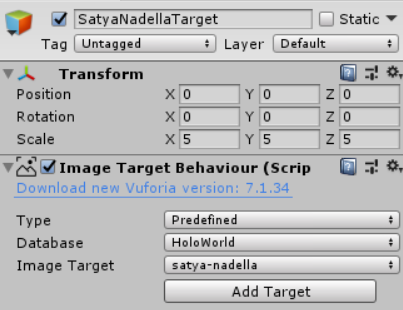 SatyaNadellaTarget Static
Tag Untagged Layer Default
Transform
Position X 0 Y 0 Z 0
Rotation X 0 Y 0 Z 0
Scale X 5 Y 5 Z 5
Image Target Behaviour (Scrip
Download new Vuforia version: 7.1.34
Type Predefined
Database HoloWorld
Image Target satya-nadella
Add Target